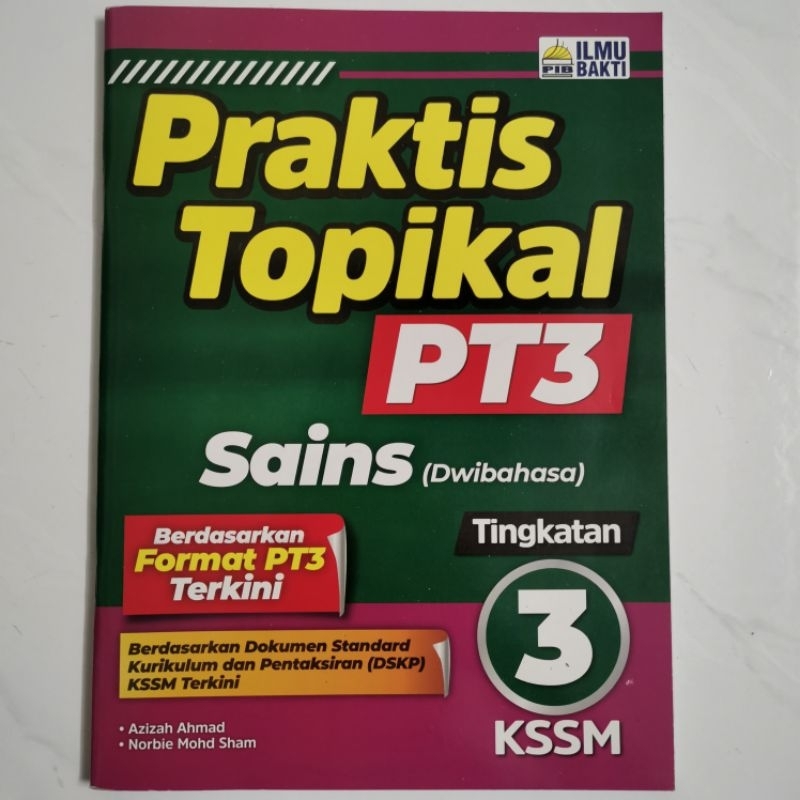 PIB
ILMU
BAKTI
Praktis
Topikal
PT3
Sains (Dwibahasa)
Berdasarkan
Format PT3
Terkini
Tingkatan
3
KSSM
Berdasarkan Dokumen Standard
Kurikulum dan Pentaksiran (DSKP)
KSSM Terkini
• Azizah Ahmad
• Norbie Mohd Sham